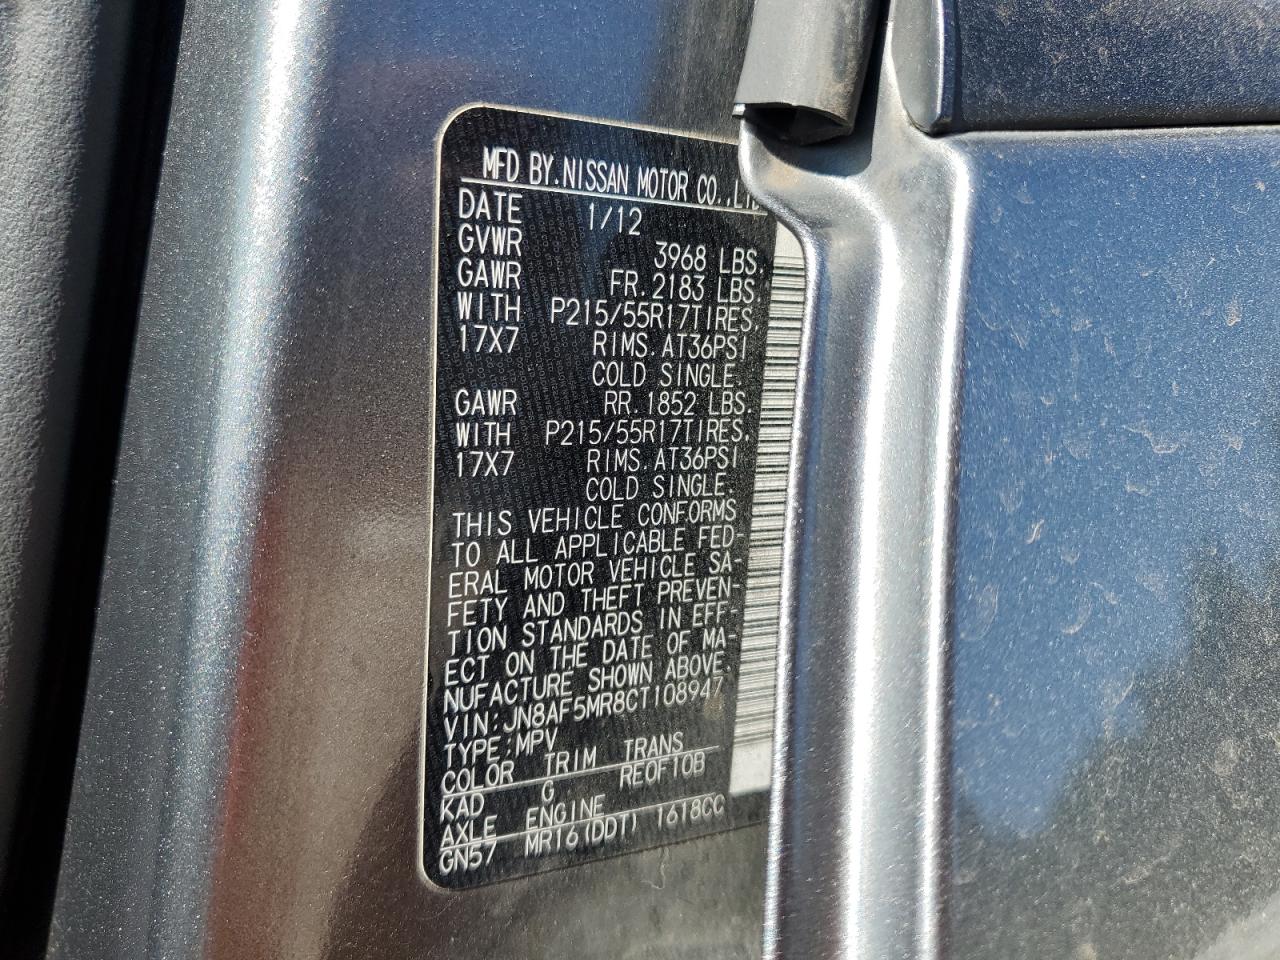 MFD BY. NISSAN MOTOR CO., LTD
DATE 1/12
GVWR 3968 LBS.
GAWR FR. 2183 LBS.
WITH P215/55R17TIRES.
17X7 RIMS. AT36PSI
COLD SINGLE.
GAWR RR. 1852 LBS.
WITH P215/55R17TIRES.
17X7 RIMS. AT36PSI
COLD SINGLE.
THIS VEHICLE CONFORMS
TO ALL APPLICABLE FED-
ERAL MOTOR VEHICLE SA-
FETY AND THEFT PREVEN-
TION STANDARDS IN EFF-
ECT ON THE DATE OF MA-
NUFACTURE SHOWN ABOVE.
VIN: JN8AF5MR8CT108947
TYPE: MPV
COLOR TRIM TRANS
KAD G RE0FT0B
AXLE ENGINE
GN57 MR16(DDT) 1618CC